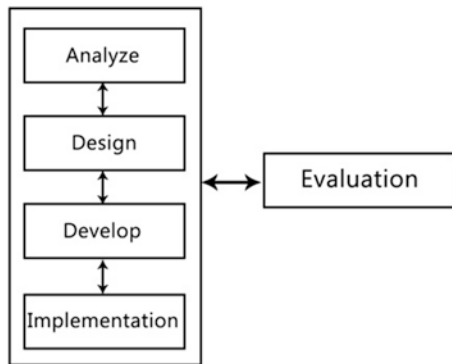 Analyze
Design
Develop
Implementation
Evaluation